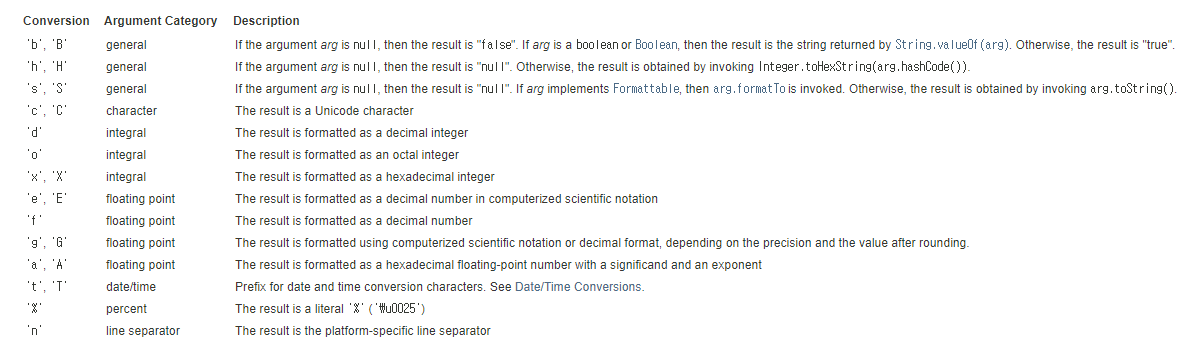 Conversion Argument Category Description
'b', 'B' general If the argument arg is null, then the result is "false". If arg is a boolean or Boolean, then the result is the string returned by String.valueOf(arg). Otherwise, the result is "true".
'h', 'H' general If the argument arg is null, then the result is "null". Otherwise, the result is obtained by invoking Integer.toHexString(arg.hashCode()).
's', 'S' general If the argument arg is null, then the result is "null". If arg implements Formattable, then arg.formatTo is invoked. Otherwise, the result is obtained by invoking arg.toString().
'c', 'C' character The result is a Unicode character
'd' integral The result is formatted as a decimal integer
'o' integral The result is formatted as an octal integer
'x', 'X' integral The result is formatted as a hexadecimal integer
'e', 'E' floating point The result is formatted as a decimal number in computerized scientific notation
'f' floating point The result is formatted as a decimal number
'g', 'G' floating point The result is formatted using computerized scientific notation or decimal format, depending on the precision and the value after rounding.
'a', 'A' floating point The result is formatted as a hexadecimal floating-point number with a significand and an exponent
't', 'T' date/time Prefix for date and time conversion characters. See Date/Time Conversions.
'%' percent The result is a literal '%' ('₩u0025')
'n' line separator The result is the platform-specific line separator